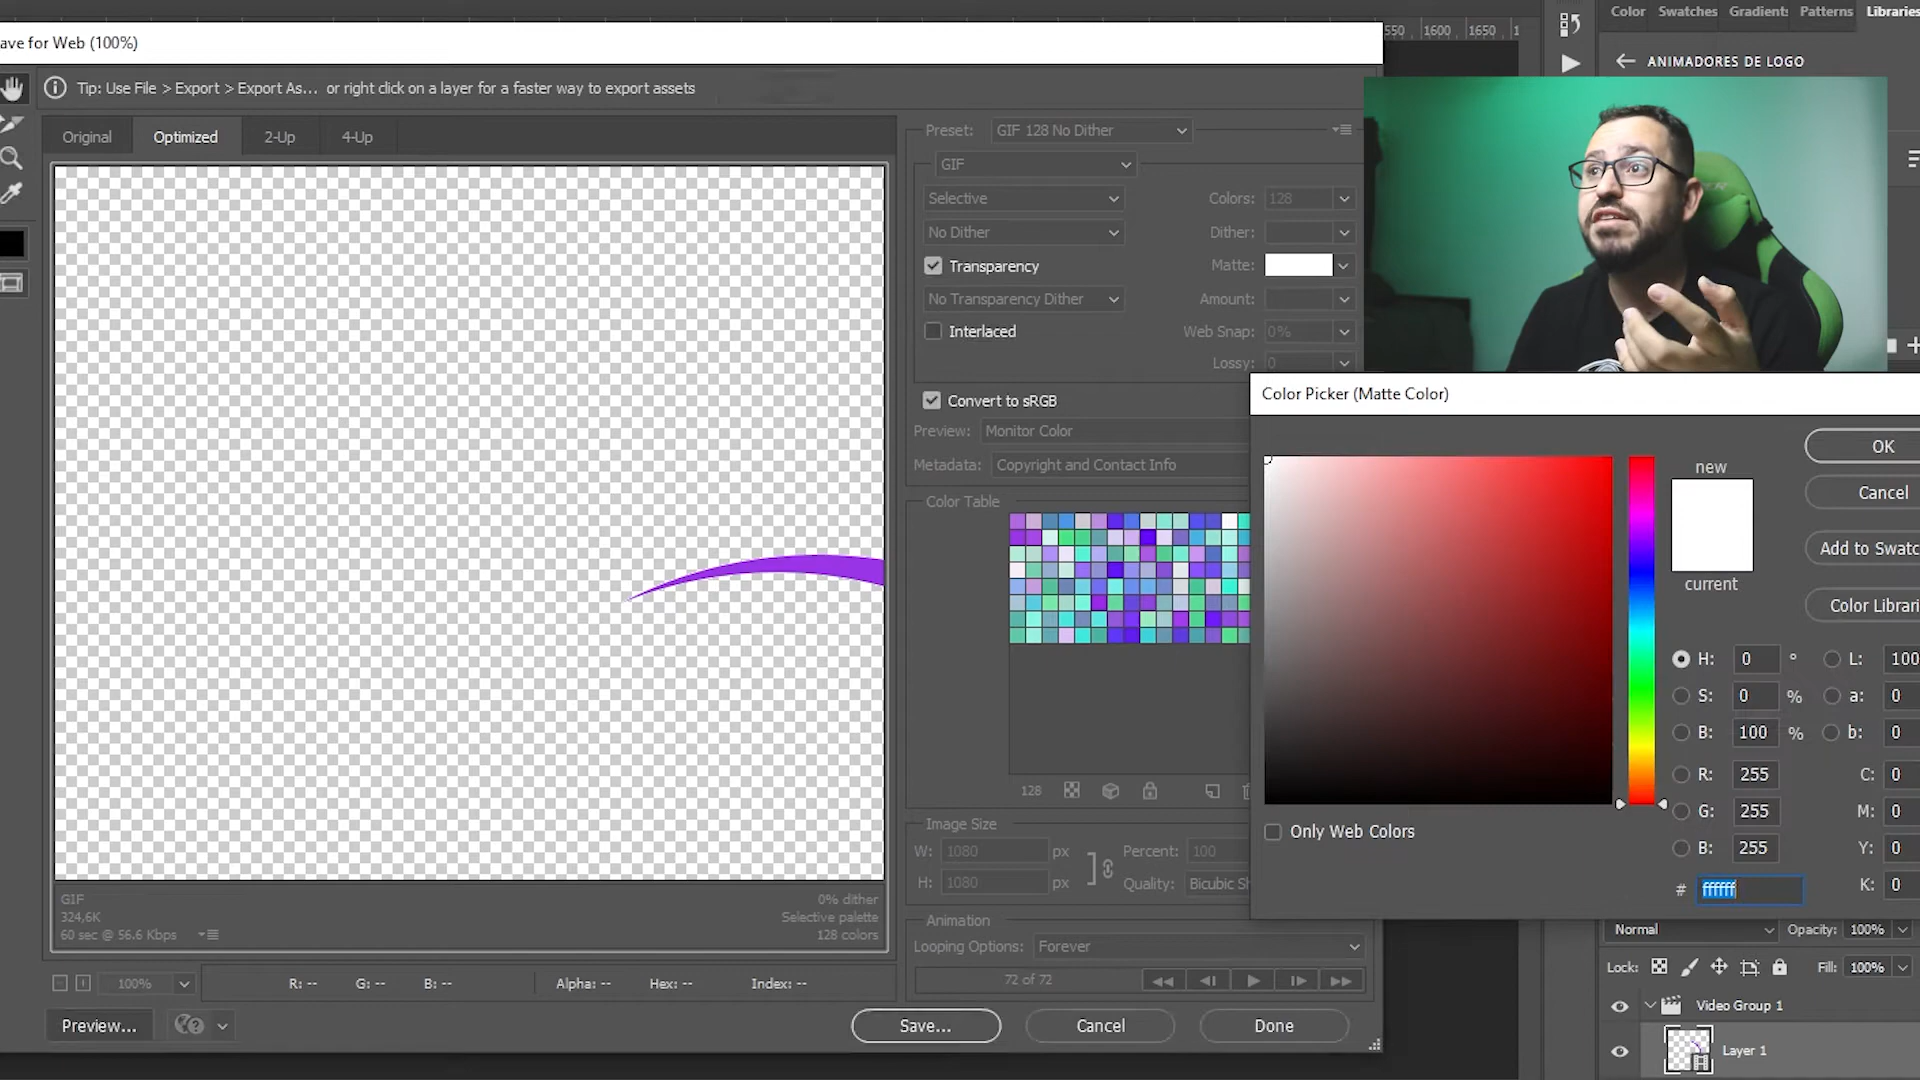 ave for Web (100%)
Tip: Use File > Export > Export As... or right click on a layer for a faster way to export assets
Original
Optimized
2-Up
4-Up
GIF
324,6K
60 sec @ 56.6 Kbps
0% dither
Selective palette
128 colors
100%
R: --
G: --
B: --
Alpha: --
Hex: --
Index: --
Preview...
Save...
Cancel
Done
Preset: GIF 128 No Dither
GIF
Selective
Colors: 128
No Dither
Dither:
Transparency
Matte:
No Transparency Dither
Amount:
Interlaced
Web Snap: 0%
Lossy: 0
Convert to sRGB
Preview: Monitor Color
Metadata: Copyright and Contact Info
Color Table
128
Image Size
W: 1080 px
Percent: 100
H: 1080 px
Quality: Bicubic Sh
Animation
Looping Options: Forever
72 of 72
550 1600 1650 1
Color Swatches Gradients Patterns Libraries
ANIMADORES DE LOGO
Color Picker (Matte Color)
new
current
OK
Cancel
Add to Swatc
Color Librari
H: 0 °
L: 100
S: 0 %
a: 0
B: 100 %
b: 0
R: 255
C: 0
G: 255
M: 0
B: 255
Y: 0
# ffffff
K: 0
Only Web Colors
Normal
Opacity: 100%
Lock:
Fill: 100%
Video Group 1
Layer 1